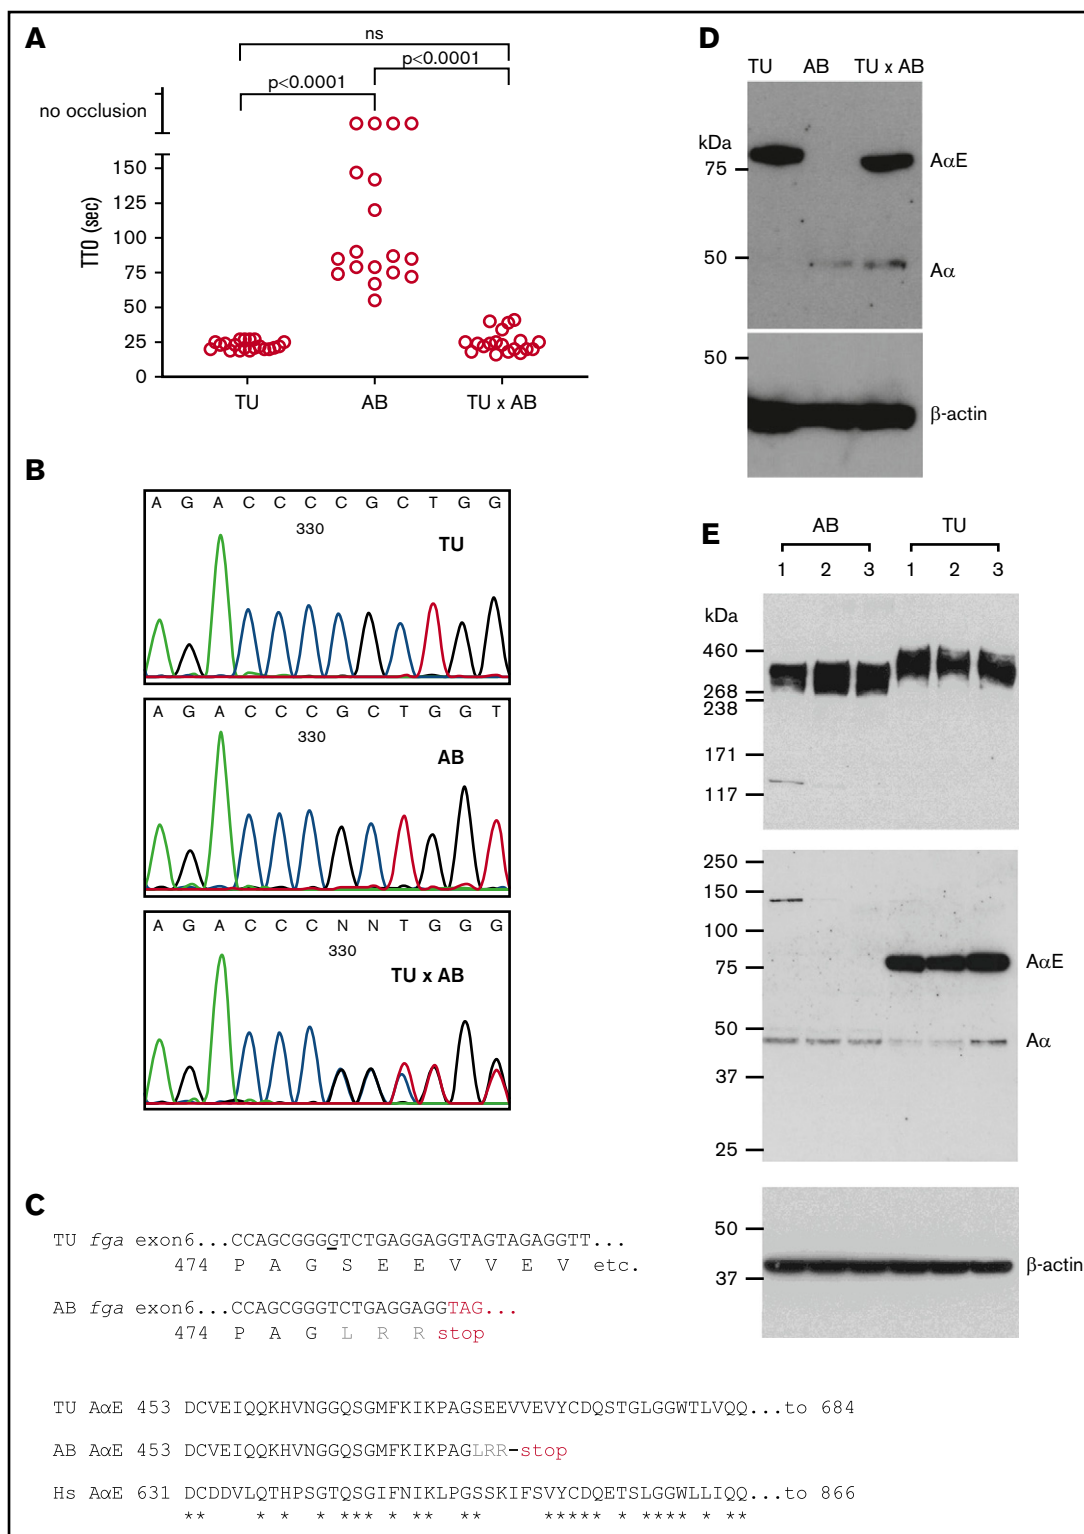 A
ns
p<0.0001
p<0.0001
no occlusion
150
125
100
75
50
25
0
TTO (sec)
TU
AB
TU x AB
B
A G A C C C C G C T G G
330
TU
A G A C C C G C T G G T
330
AB
A G A C C C N N T G G G
330
TU x AB
C
TU fga exon6...CCAGCGGGGTCTGAGGAGGTAGTAGAGGTT...
474 P A G S E E V V E V etc.
AB fga exon6...CCAGCGGGTCTGAGGAGGTAG...
474 P A G L R R stop
TU AαE 453 DCVEIQQKHVNGGQSGMFKIKPAGSEEVVEVYCDQSTGLGGWTLVQQ...to 684
AB AαE 453 DCVEIQQKHVNGGQSGMFKIKPAGLRR-stop
Hs AαE 631 DCDDVLQTHPSGTQSGIFNIKLPGSSKIFSVYCDQETSLGGWLLIQQ...to 866
** * * *** ** ** ***** * **** * **
D
TU AB TU x AB
kDa
75
50
AαE
Aα
50
β-actin
E
AB TU
1 2 3 1 2 3
kDa
460
268
238
171
117
250
150
100
75
50
37
25
AαE
Aα
50
37
β-actin